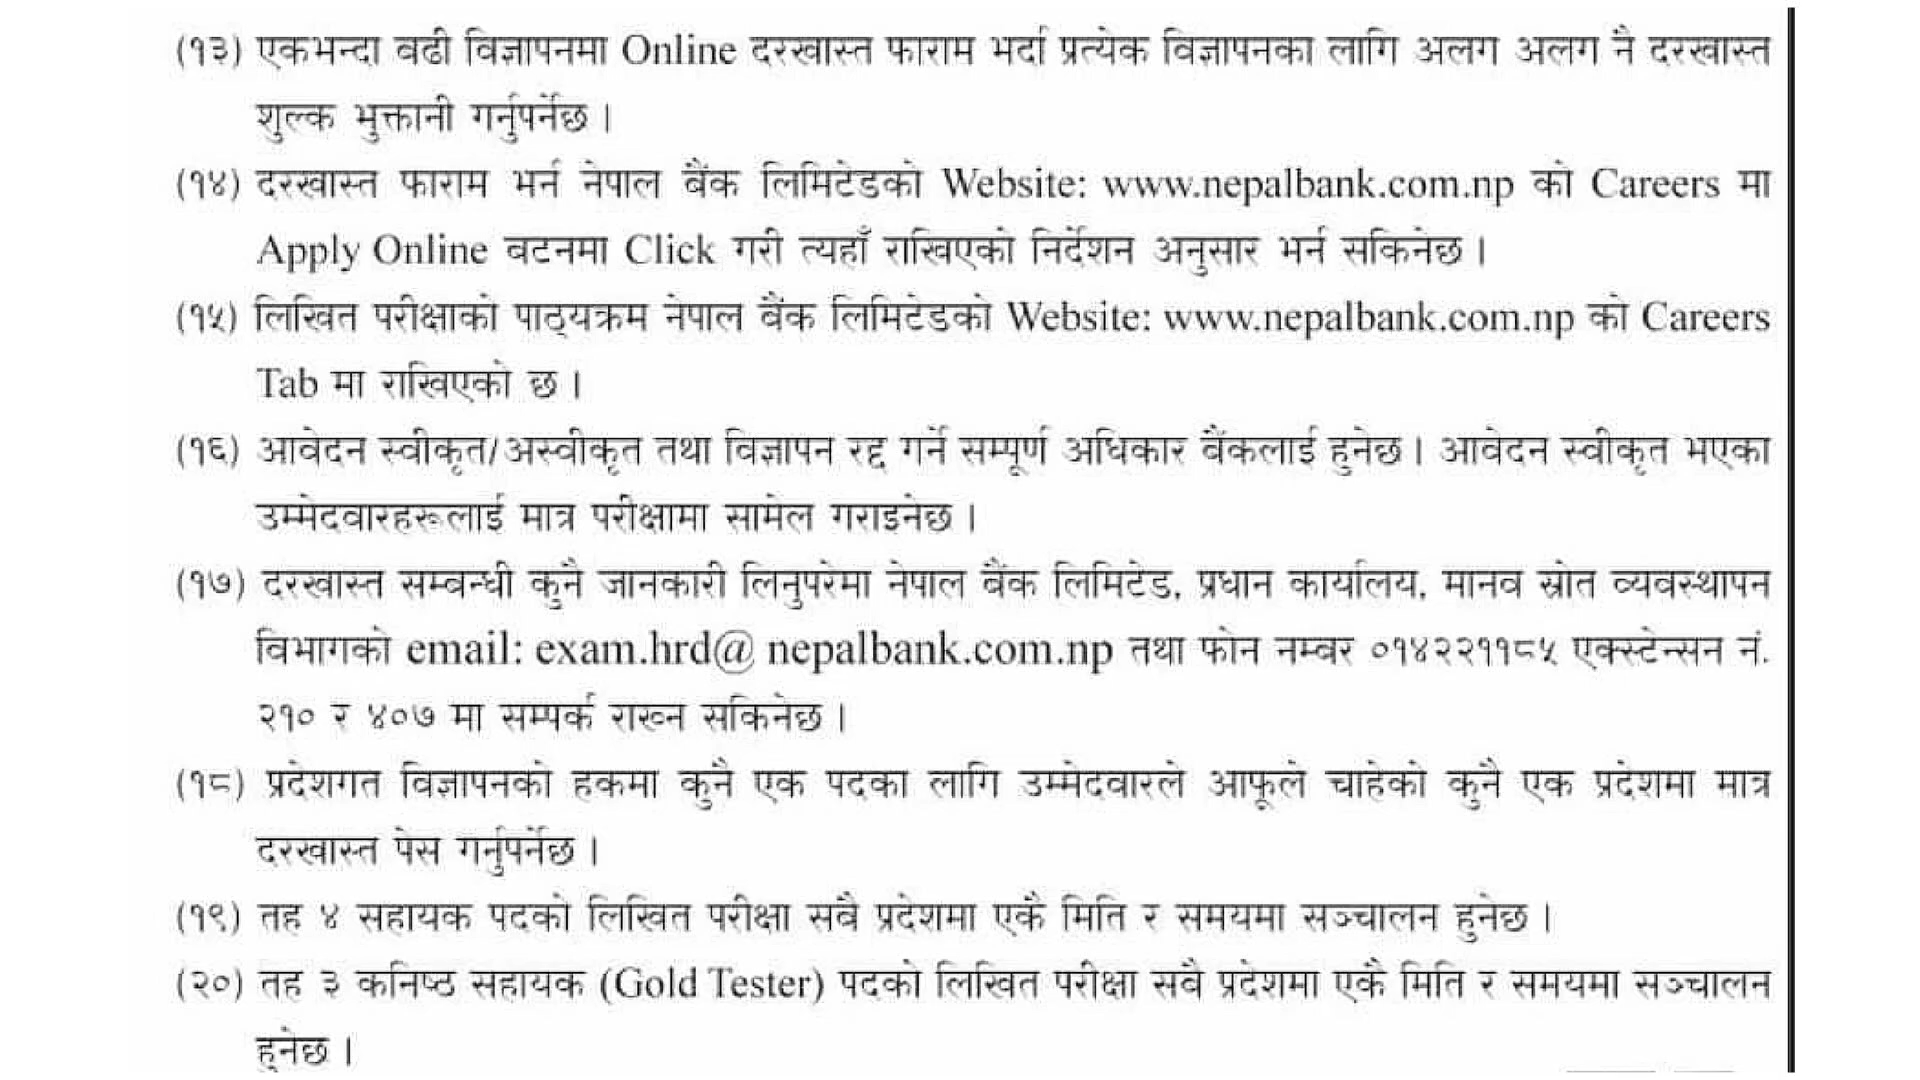 (१३) एकभन्दा बढी विज्ञापनमा Online दरखास्त फाराम भर्दा प्रत्येक विज्ञापनका लागि अलग अलग नै दरखास्त
शुल्क भुक्तानी गर्नुपर्नेछ ।
(१४) दरखास्त फाराम भर्न नेपाल बैंक लिमिटेडको Website: www.nepalbank.com.np को Careers मा
Apply Online बटनमा Click गरी त्यहाँ राखिएको निर्देशन अनुसार भर्न सकिनेछ ।
(१५) लिखित परीक्षाको पाठ्यक्रम नेपाल बैंक लिमिटेडको Website: www.nepalbank.com.np को Careers
Tab मा राखिएको छ ।
(१६) आवेदन स्वीकृत/अस्वीकृत तथा विज्ञापन रद्द गर्ने सम्पूर्ण अधिकार बैंकलाई हुनेछ । आवेदन स्वीकृत भएका
उम्मेदवारहरूलाई मात्र परीक्षामा सामेल गराइनेछ ।
(१७) दरखास्त सम्बन्धी कुनै जानकारी लिनुपरेमा नेपाल बैंक लिमिटेड, प्रधान कार्यालय, मानव स्रोत व्यवस्थापन
विभागको email: exam.hrd@ nepalbank.com.np तथा फोन नम्बर ०१४२२११८५ एक्स्टेन्सन नं.
२१० र ४०७ मा सम्पर्क राख्न सकिनेछ ।
(१८) प्रदेशगत विज्ञापनको हकमा कुनै एक पदका लागि उम्मेदवारले आफूले चाहेको कुनै एक प्रदेशमा मात्र
दरखास्त पेस गर्नुपर्नेछ ।
(१९) तह ४ सहायक पदको लिखित परीक्षा सबै प्रदेशमा एकै मिति र समयमा सञ्चालन हुनेछ ।
(२०) तह ३ कनिष्ठ सहायक (Gold Tester) पदको लिखित परीक्षा सबै प्रदेशमा एकै मिति र समयमा सञ्चालन
हुनेछ ।